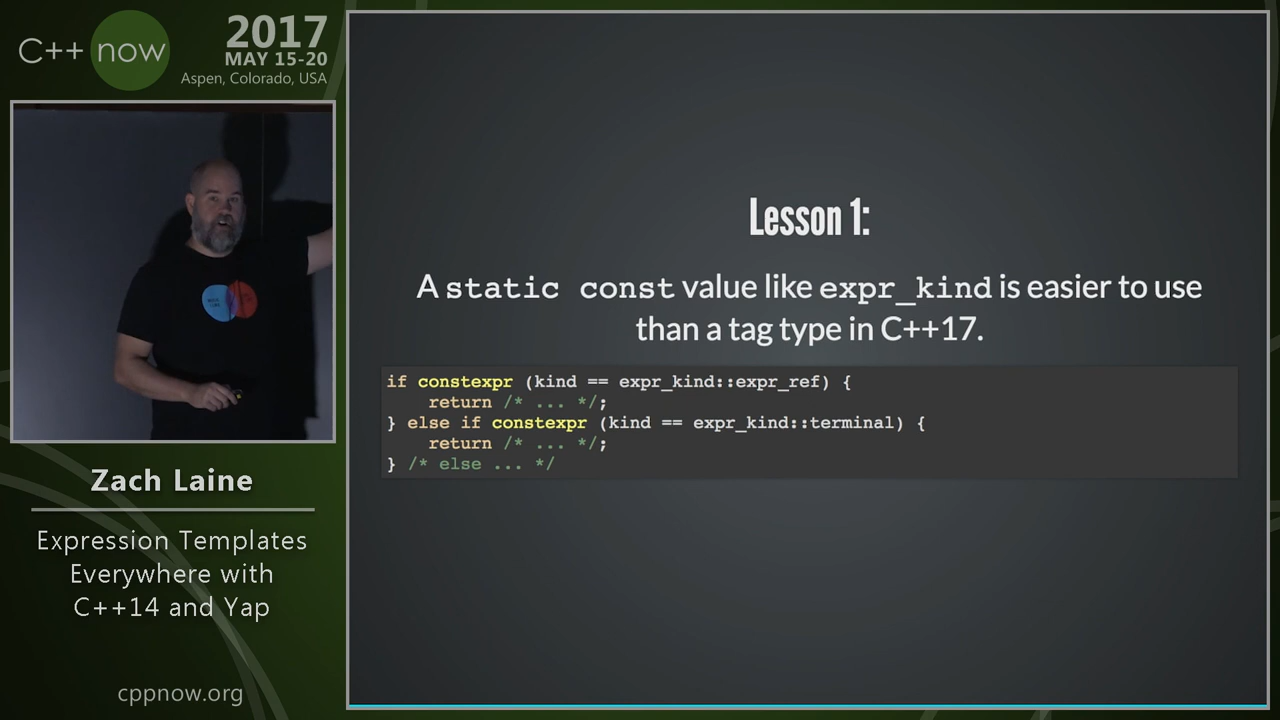 C++ now
2017
MAY 15-20
Aspen, Colorado, USA
Lesson 1:
A static const value like expr_kind is easier to use
than a tag type in C++17.
if constexpr (kind == expr_kind::expr_ref) {
    return /* ... */;
} else if constexpr (kind == expr_kind::terminal) {
    return /* ... */;
} /* else ... */
Zach Laine
Expression Templates
Everywhere with
C++14 and Yap
cppnow.org